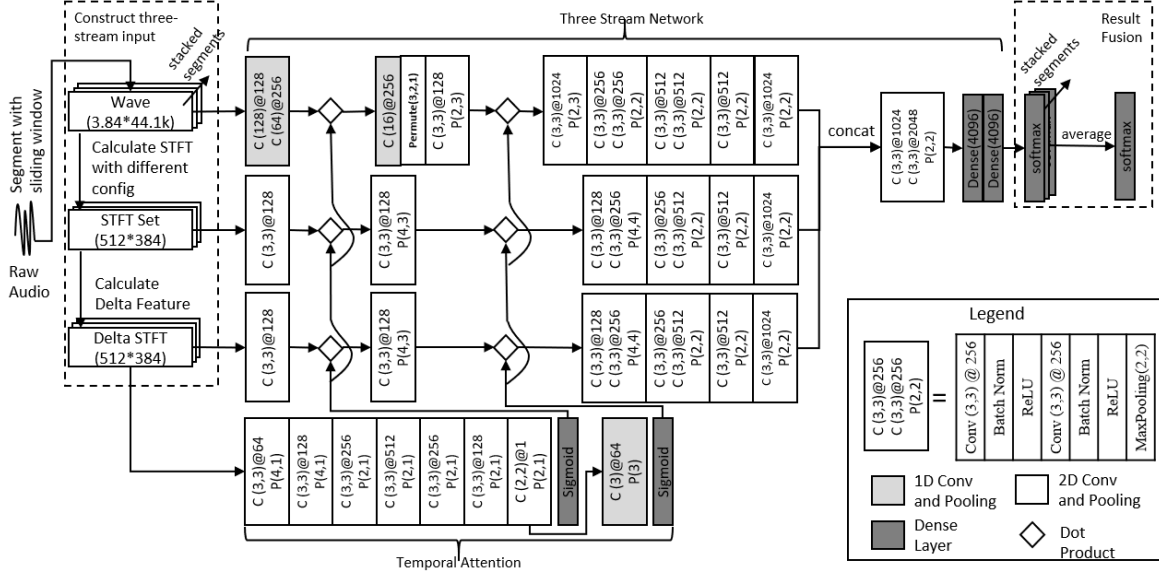 Construct three-
stream input
stacked
segments
Three Stream Network
Result
Fusion
stacked
segments
Segment with
sliding window
Raw
Audio
Wave
(3.84*44.1k)
Calculate STFT
with different
config
STFT Set
(512*384)
Calculate
Delta Feature
Delta STFT
(512*384)
C (128)@128
(64)@256
C (16)@256
Permute(3,2,1)
C (3,3)@128
P(2,3)
C (3,3)@1024
P(2,3)
C (3,3)@256
C (3,3)@256
P(2,2)
C (3,3)@512
C (3,3)@512
P(2,2)
C (3,3)@512
P(2,2)
C (3,3)@1024
P(2,2)
C (3,3)@128
C (3,3)@128
P(4,3)
C (3,3)@128
C (3,3)@256
P(4,4)
C (3,3)@256
C (3,3)@512
P(2,2)
C (3,3)@512
P(2,2)
C (3,3)@1024
P(2,2)
C (3,3)@128
C (3,3)@128
P(4,3)
C (3,3)@128
C (3,3)@256
P(4,4)
C (3,3)@256
C (3,3)@512
P(2,2)
C (3,3)@512
P(2,2)
C (3,3)@1024
P(2,2)
concat
C (3,3)@1024
C (3,3)@2048
P(2,2)
Dense(4096)
Dense(4096)
softmax
average
softmax
C (3,3)@64
P(4,1)
C (3,3)@128
P(4,1)
C (3,3)@256
P(2,1)
C (3,3)@512
P(2,1)
C (3,3)@256
P(2,1)
C (3,3)@128
P(2,1)
C (2,2)@1
P(2,1)
Sigmoid
C (3)@64
P(3)
Sigmoid
Temporal Attention
Legend
C (3,3)@256
C (3,3)@256
P(2,2)
=
Conv (3,3) @ 256
Batch Norm
ReLU
Conv (3,3) @ 256
Batch Norm
ReLU
MaxPooling(2,2)
1D Conv
and Pooling
2D Conv
and Pooling
Dense
Layer
Dot
Product